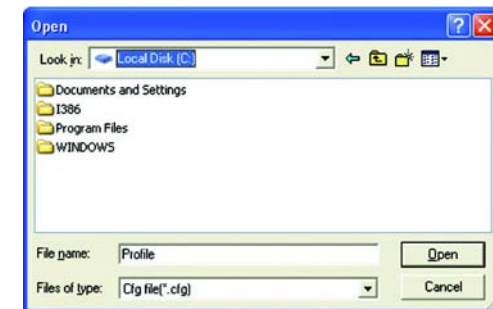 Open
Look in: Local Disk (C:)
Documents and Settings
I386
Program Files
WINDOWS
File name: Profile Open
Files of type: Cfg file(*.cfg) Cancel